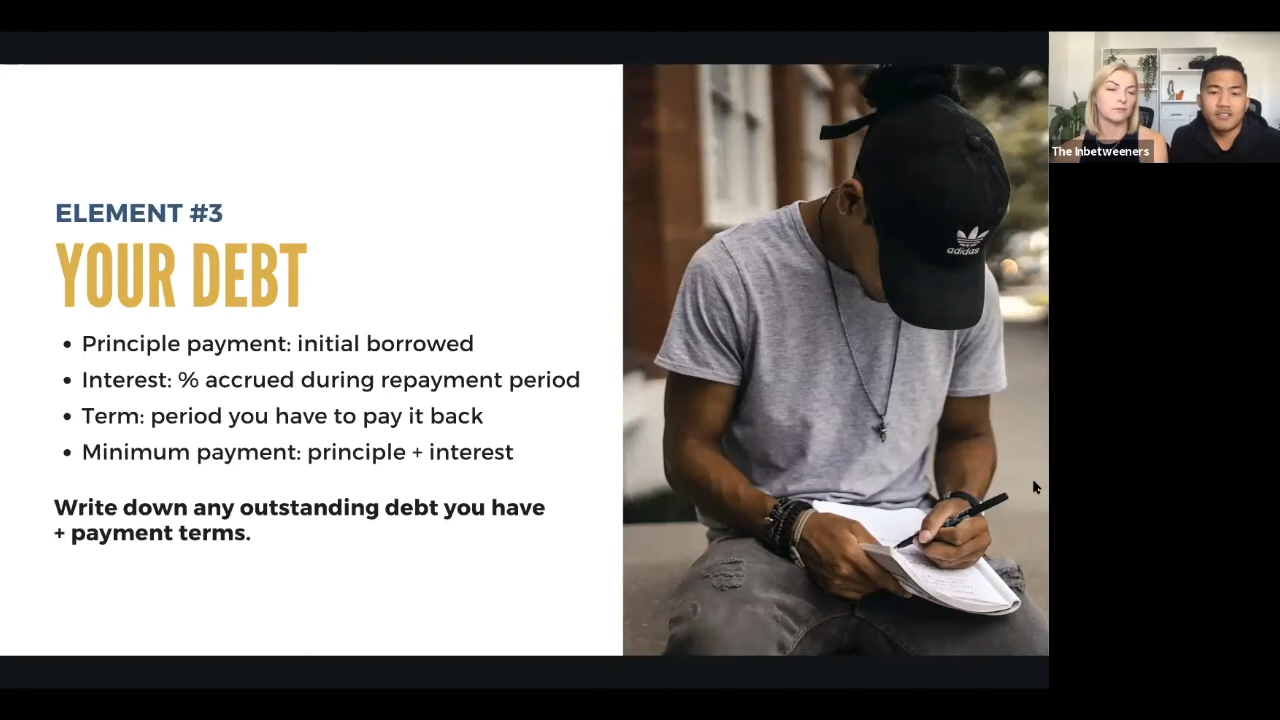 ELEMENT #3
YOUR DEBT
• Principle payment: initial borrowed
• Interest: % accrued during repayment period
• Term: period you have to pay it back
• Minimum payment: principle + interest
Write down any outstanding debt you have
+ payment terms.
adidas
The Inbetweeners